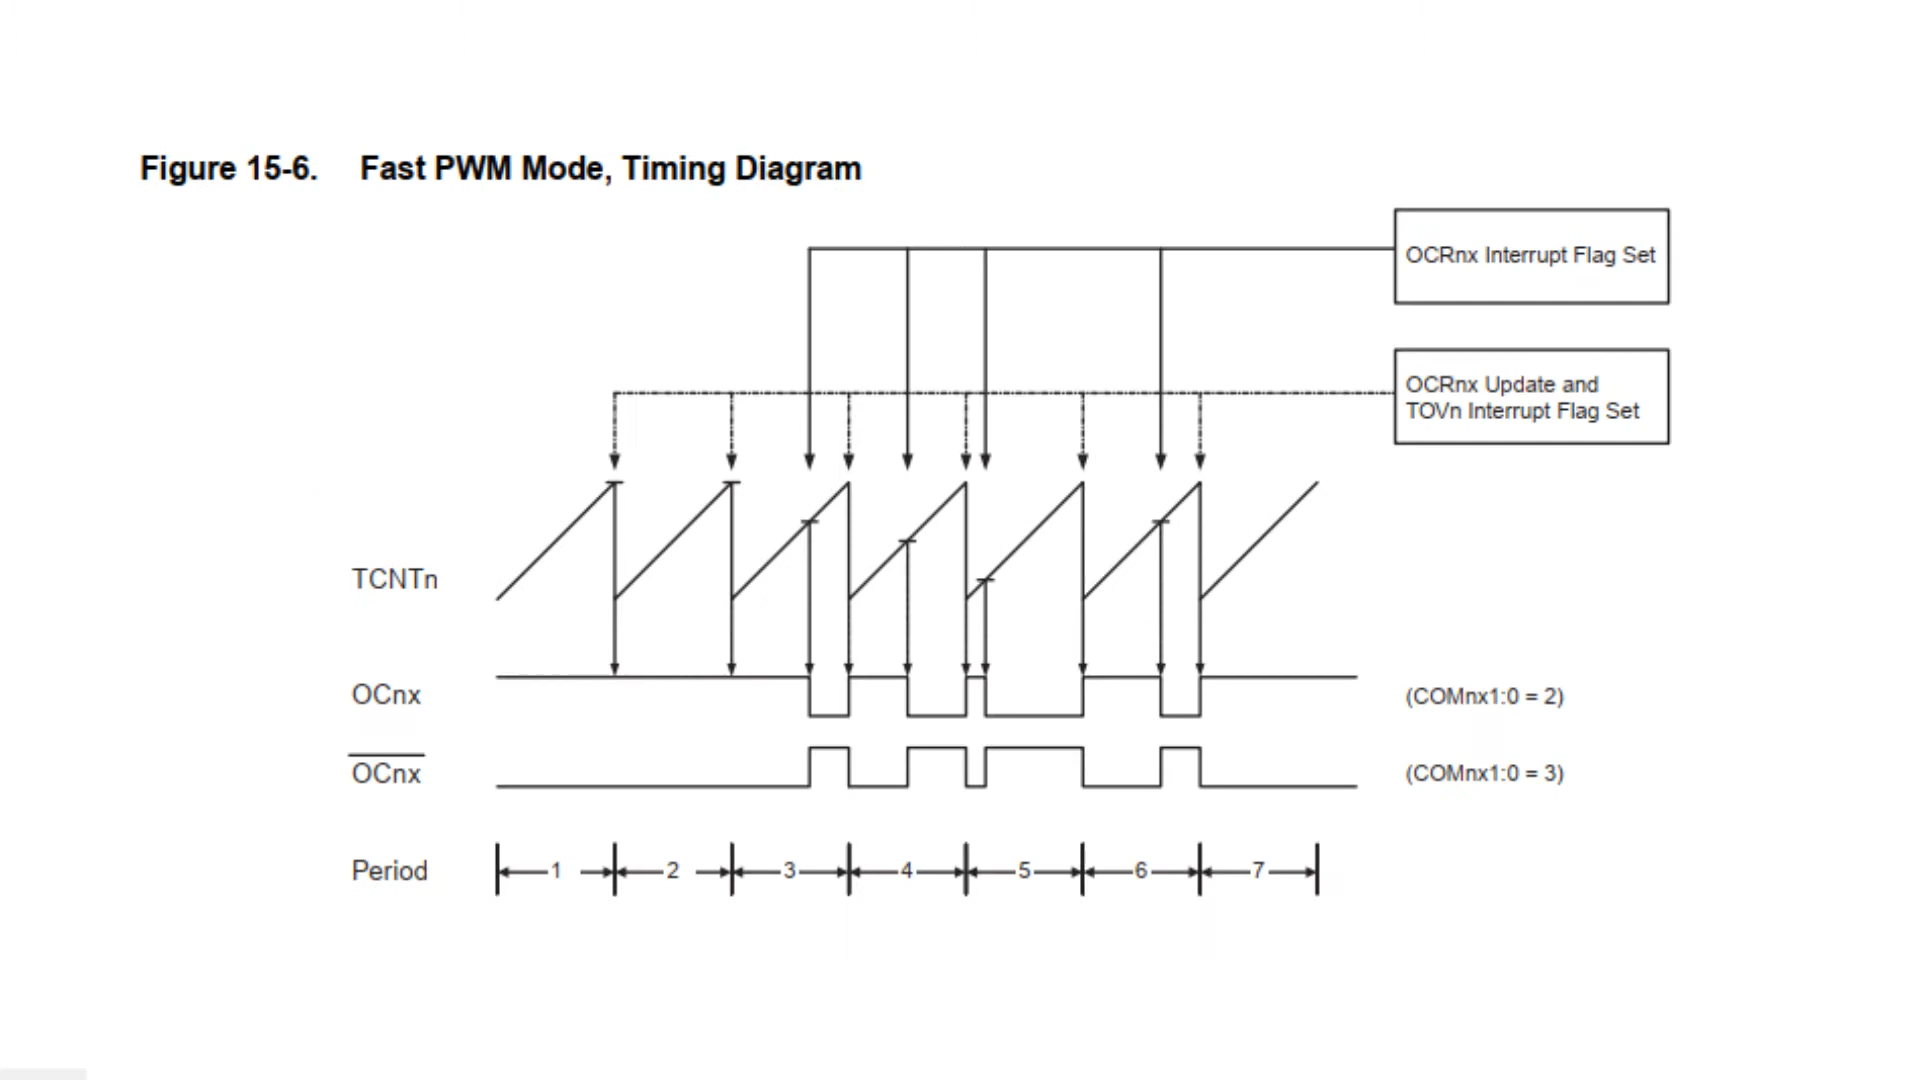 Figure 15-6. Fast PWM Mode, Timing Diagram
OCRnx Interrupt Flag Set
OCRnx Update and
TOVn Interrupt Flag Set
TCNTn
OCnx
(COMnx1:0 = 2)
OCnx
(COMnx1:0 = 3)
Period 1 2 3 4 5 6 7